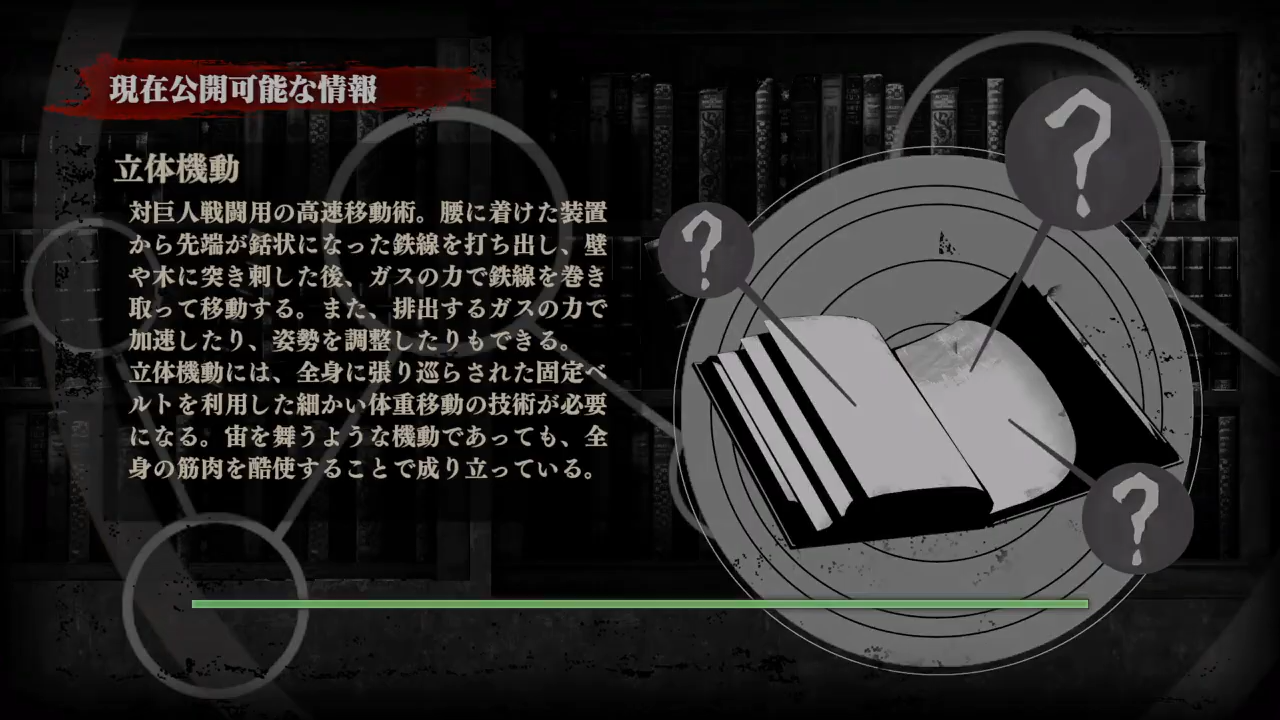 現在公開可能な情報
立体機動
対巨人戦闘用の高速移動術。腰に着けた装置
から先端が銛状になった鉄線を打ち出し、壁
や木に突き刺した後、ガスの力で鉄線を巻き
取って移動する。また、排出するガスの力で
加速したり、姿勢を調整したりもできる。
立体機動には、全身に張り巡らされた固定ベ
ルトを利用した細かい体重移動の技術が必要
になる。宙を舞うような機動であっても、全
身の筋肉を酷使することで成り立っている。
?
?
?